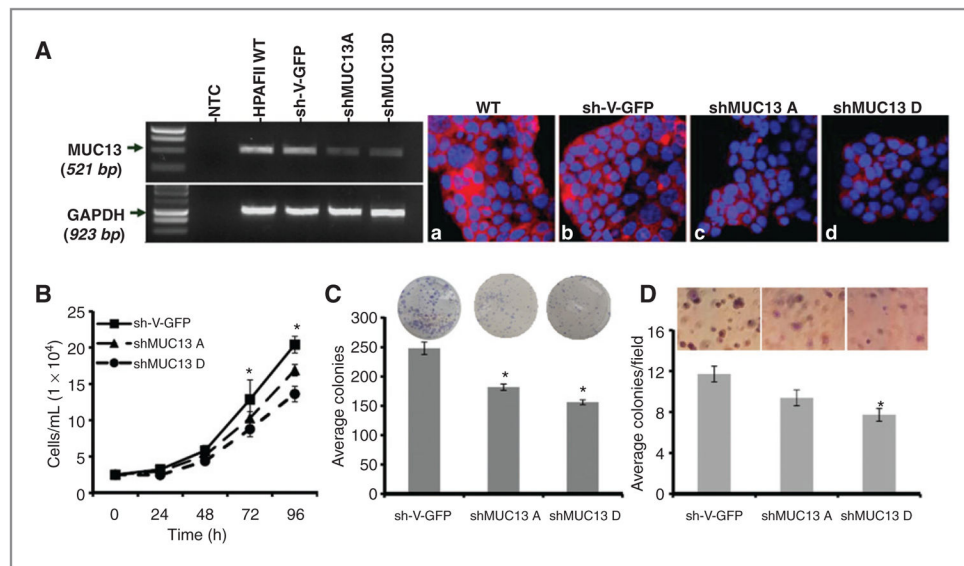 A
NTC
HPAFII WT
sh-V-GFP
shMUC13A
shMUC13D
MUC13
(521 bp)
GAPDH
(923 bp)
WT
sh-V-GFP
shMUC13 A
shMUC13 D
a
b
c
d
B
25
20
15
10
5
0
Cells/mL (1 × 10⁴)
sh-V-GFP
shMUC13 A
shMUC13 D
*
*
0 24 48 72 96
Time (h)
C
300
250
200
150
100
50
0
Average colonies
*
*
sh-V-GFP shMUC13 A shMUC13 D
D
16
12
8
4
0
Average colonies/field
*
sh-V-GFP shMUC13 A shMUC13 D